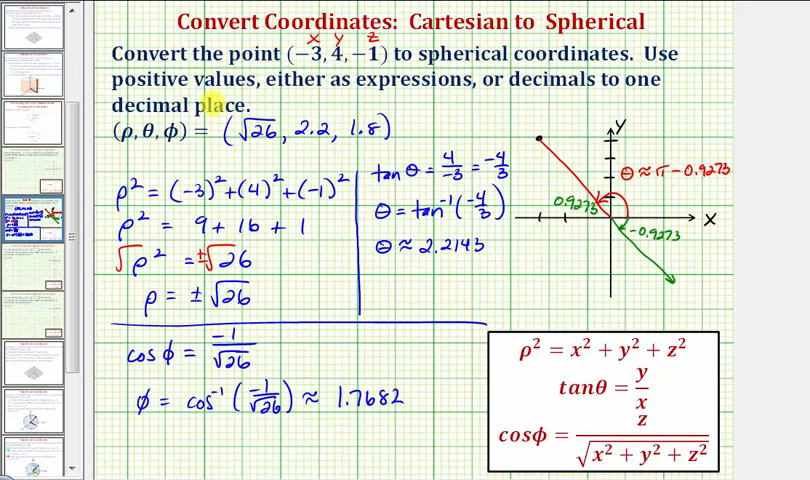 Convert Coordinates: Cartesian to Spherical
x y z
Convert the point (−3, 4, −1) to spherical coordinates. Use
positive values, either as expressions, or decimals to one
decimal place.
(ρ, θ, ϕ) = (√26, 2.2, 1.8)
ρ² = (−3)² + (4)² + (−1)²
ρ² = 9 + 16 + 1
√ρ² = ±√26
ρ = ±√26
tan θ = 4/−3 = −4/3
θ = tan⁻¹(−4/3)
θ ≈ 2.2143
y
θ ≈ π − 0.9273
0.9273
x
−0.9273
cos ϕ = −1/√26
ϕ = cos⁻¹(−1/√26) ≈ 1.7682
ρ² = x² + y² + z²
tanθ = y/x
cosϕ = z/√(x² + y² + z²)